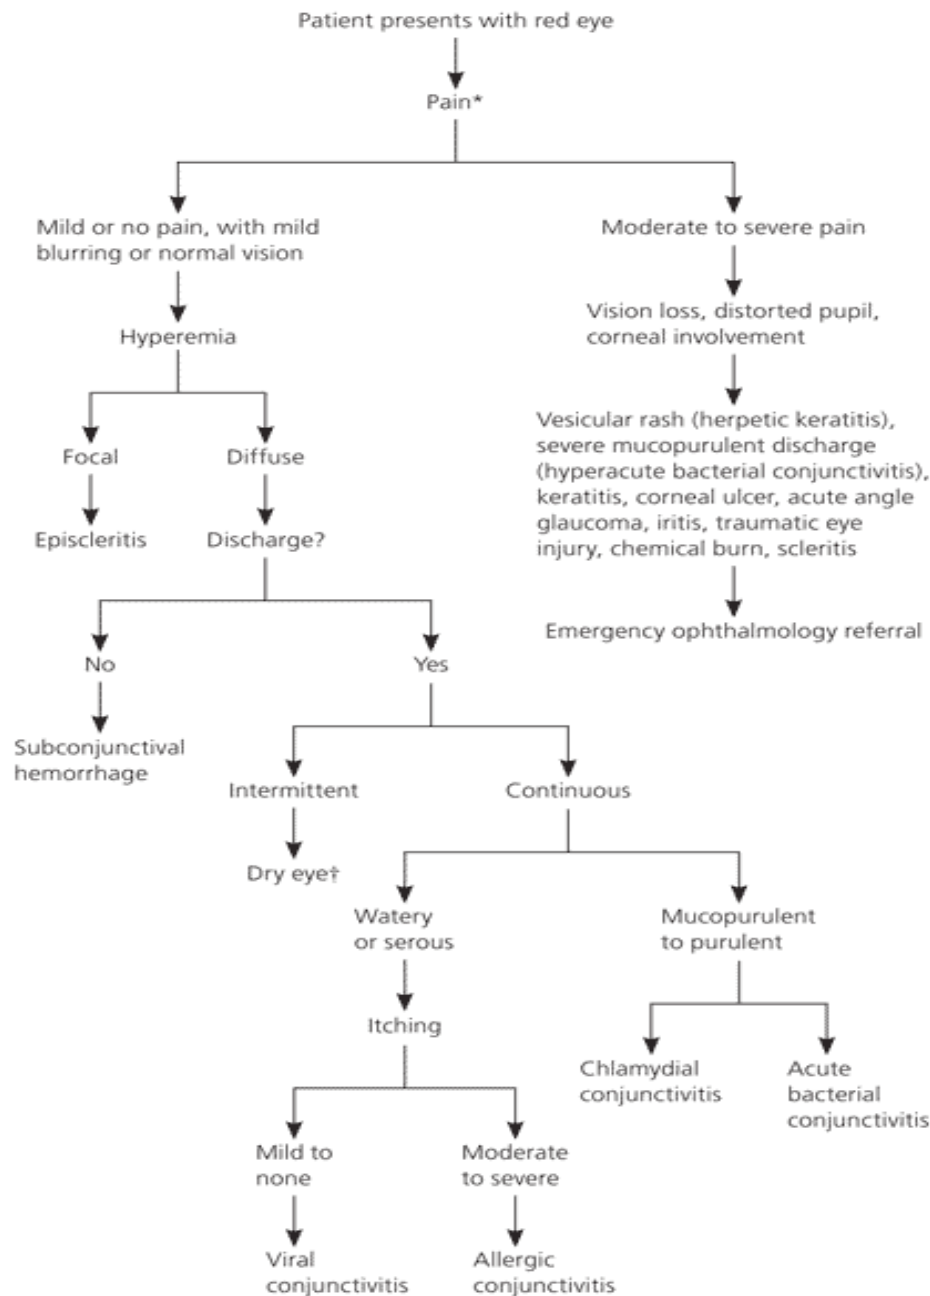 Patient presents with red eye
Pain*
Mild or no pain, with mild
blurring or normal vision
Moderate to severe pain
Hyperemia
Vision loss, distorted pupil,
corneal involvement
Focal
Diffuse
Vesicular rash (herpetic keratitis),
severe mucopurulent discharge
(hyperacute bacterial conjunctivitis),
keratitis, corneal ulcer, acute angle
glaucoma, iritis, traumatic eye
injury, chemical burn, scleritis
Episcleritis
Discharge?
Emergency ophthalmology referral
No
Yes
Subconjunctival
hemorrhage
Intermittent
Continuous
Dry eye†
Watery
or serous
Mucopurulent
to purulent
Itching
Chlamydial
conjunctivitis
Acute
bacterial
conjunctivitis
Mild to
none
Moderate
to severe
Viral
conjunctivitis
Allergic
conjunctivitis